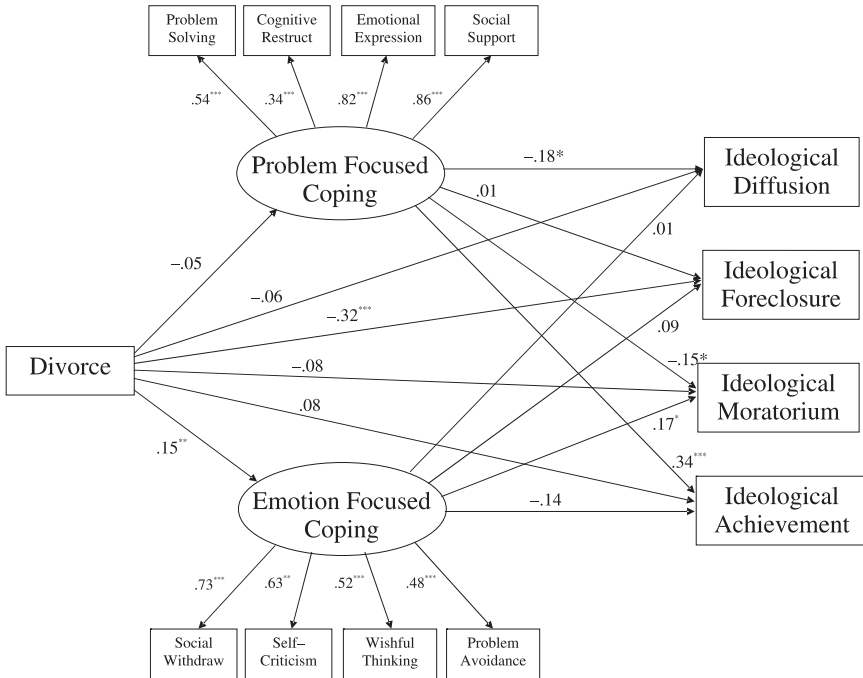 Problem
Solving
Cognitive
Restruct
Emotional
Expression
Social
Support
.54***
.34***
.82***
.86***
Problem Focused
Coping
–.18*
Ideological
Diffusion
.01
.01
–.05
–.06
Ideological
Foreclosure
–.32***
.09
Divorce
–.08
–.15*
Ideological
Moratorium
.08
.17*
.15**
.34***
Emotion Focused
Coping
–.14
Ideological
Achievement
.73***
.63**
.52***
.48***
Social
Withdraw
Self–
Criticism
Wishful
Thinking
Problem
Avoidance